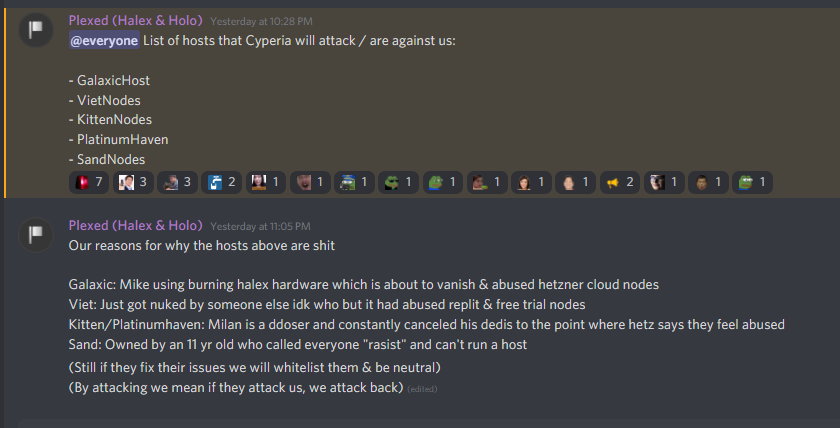 Plexed (Halex & Holo) Yesterday at 10:28 PM
@everyone List of hosts that Cyperia will attack / are against us:
- GalaxicHost
- VietNodes
- KittenNodes
- PlatinumHaven
- SandNodes
7 3 3 2 1 1 1 1 1 1 1 1 2 1 1 1
Plexed (Halex & Holo) Yesterday at 11:05 PM
Our reasons for why the hosts above are shit
Galaxic: Mike using burning halex hardware which is about to vanish & abused hetzner cloud nodes
Viet: Just got nuked by someone else idk who but it had abused replit & free trial nodes
Kitten/Platinumhaven: Milan is a ddoser and constantly canceled his dedis to the point where hetz says they feel abused
Sand: Owned by an 11 yr old who called everyone "rasist" and can't run a host
(Still if they fix their issues we will whitelist them & be neutral)
(By attacking we mean if they attack us, we attack back) (edited)